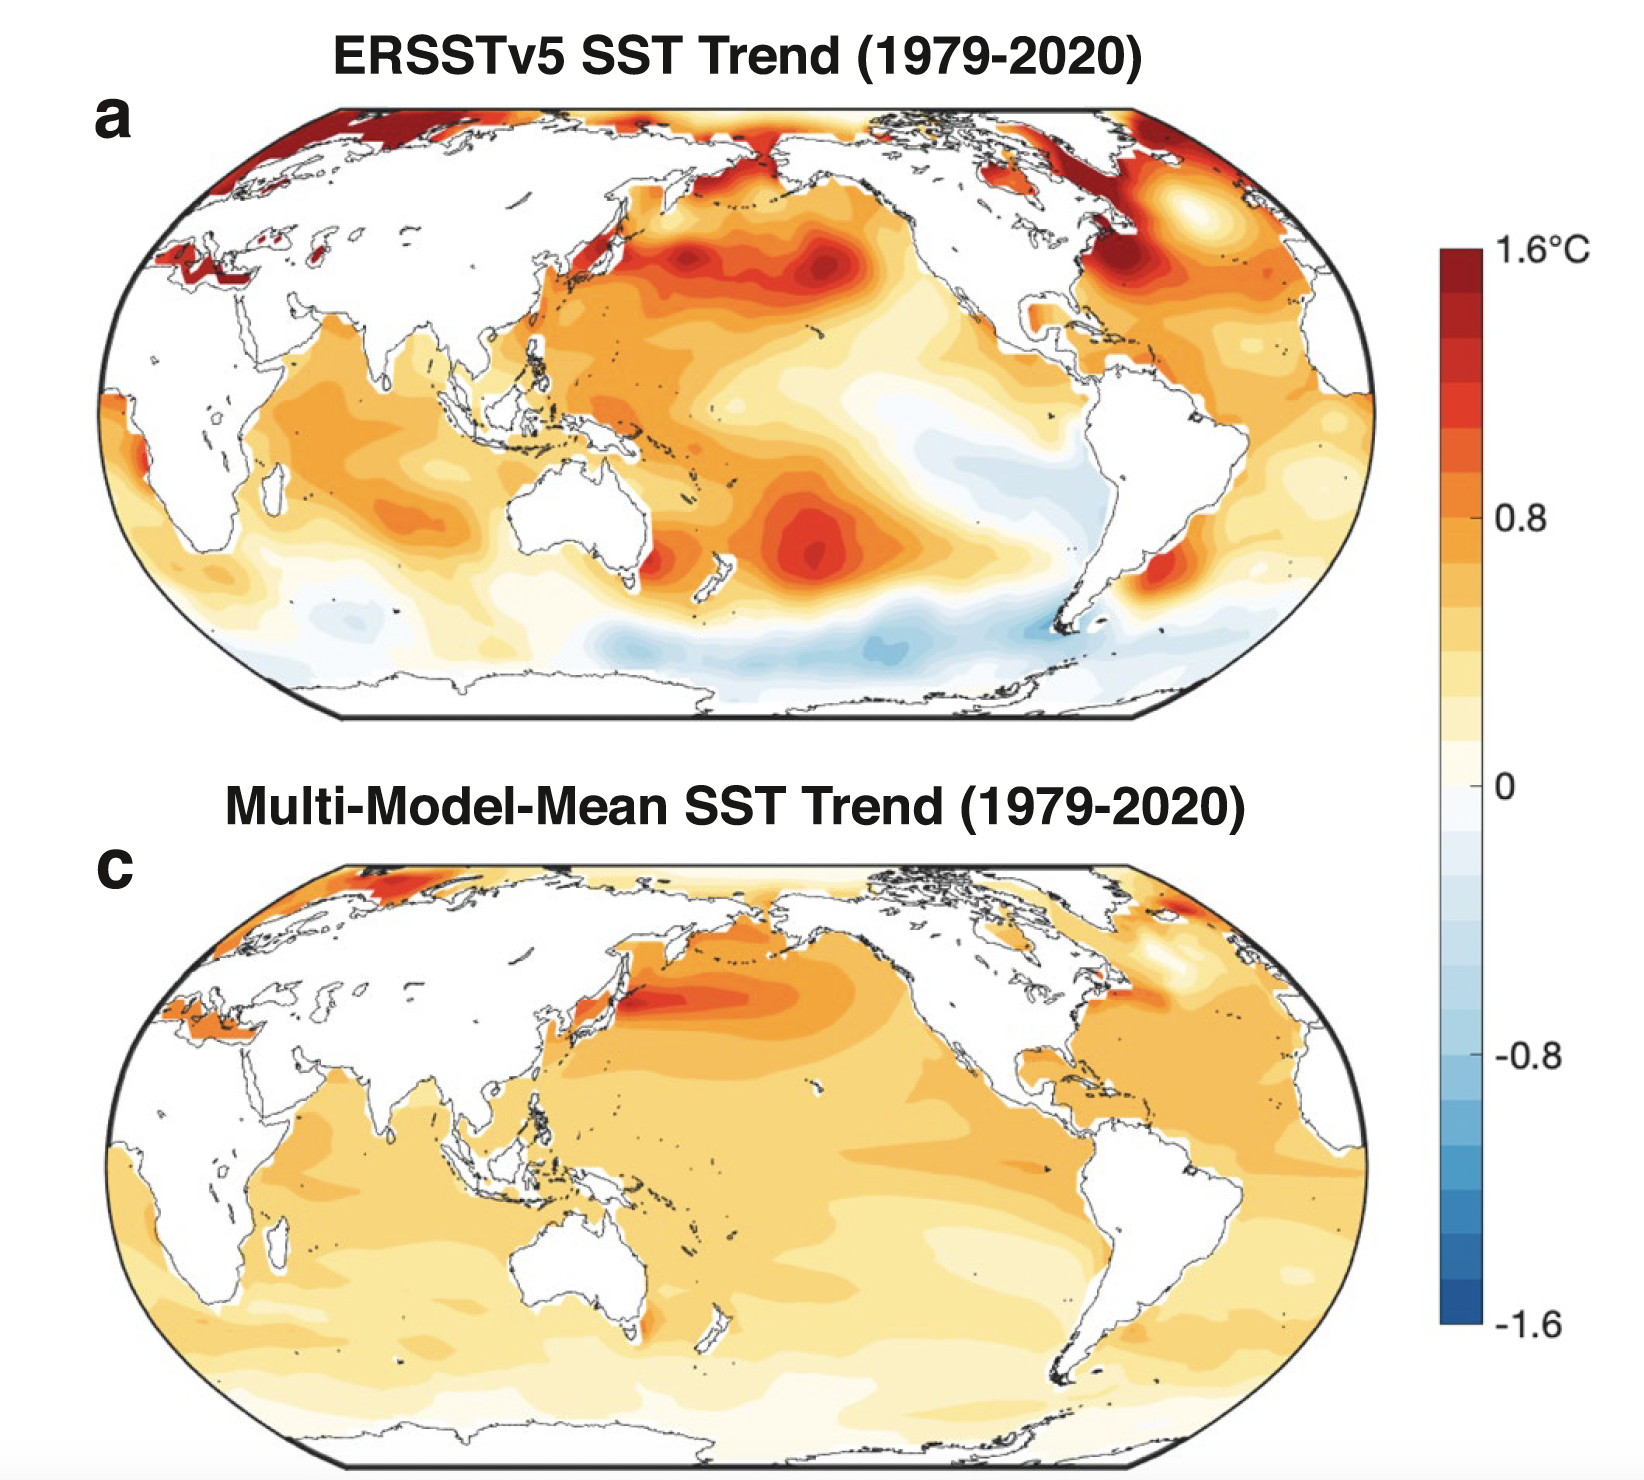 ERSSTv5 SST Trend (1979-2020)
a
1.6°C
0.8
0
-0.8
-1.6
Multi-Model-Mean SST Trend (1979-2020)
c